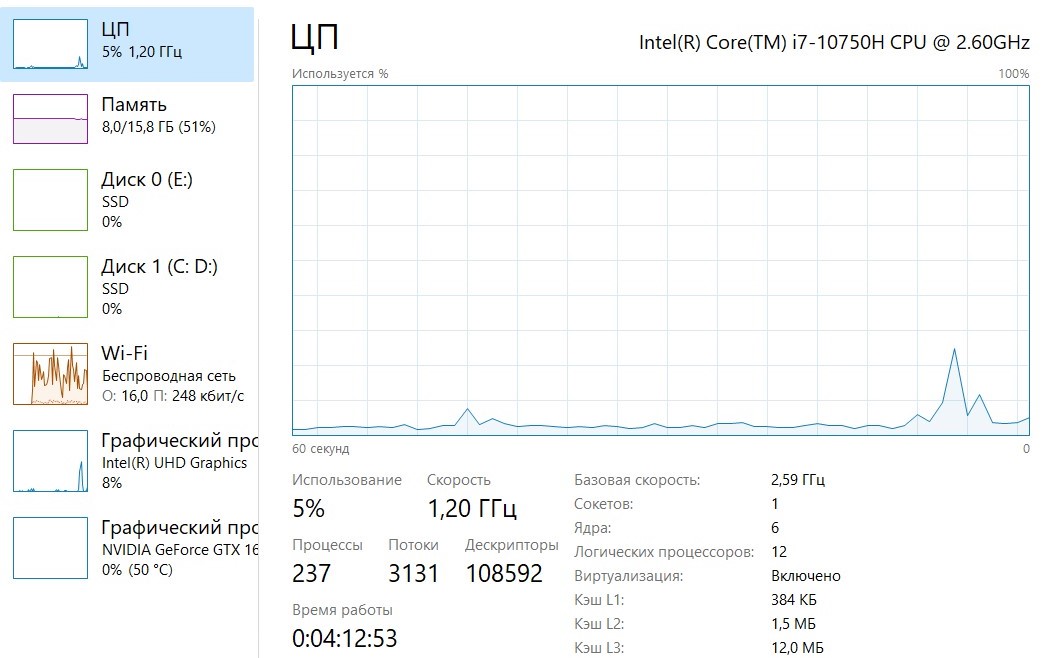 ЦП
5% 1,20 ГГц
Память
8,0/15,8 ГБ (51%)
Диск 0 (E:)
SSD
0%
Диск 1 (C: D:)
SSD
0%
Wi-Fi
Беспроводная сеть
О: 16,0 П: 248 кбит/с
Графический про
Intel(R) UHD Graphics
8%
Графический про
NVIDIA GeForce GTX 16
0% (50 °C)
ЦП
Intel(R) Core(TM) i7-10750H CPU @ 2.60GHz
Используется % 100%
60 секунд 0
Использование Скорость
5% 1,20 ГГц
Процессы Потоки Дескрипторы
237 3131 108592
Время работы
0:04:12:53
Базовая скорость: 2,59 ГГц
Сокетов: 1
Ядра: 6
Логических процессоров: 12
Виртуализация: Включено
Кэш L1: 384 КБ
Кэш L2: 1,5 МБ
Кэш L3: 12,0 МБ